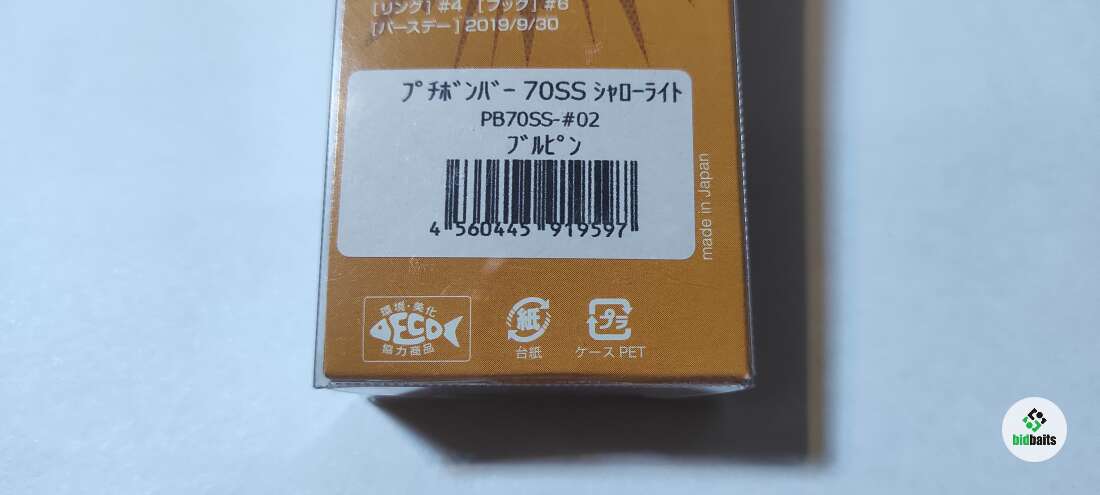 [リング] #4 [フック] #6
[バースデー] 2019/9/30
ﾌﾟﾁﾎﾞﾝﾊﾞｰ 70SS ｼｬﾛｰﾗｲﾄ
PB70SS-#02
ﾌﾞﾙﾋﾟﾝ
4 560445 919597
made in Japan
環境・美化
ECO
協力商品
紙
台紙
プラ
ケース PET
bidbaits